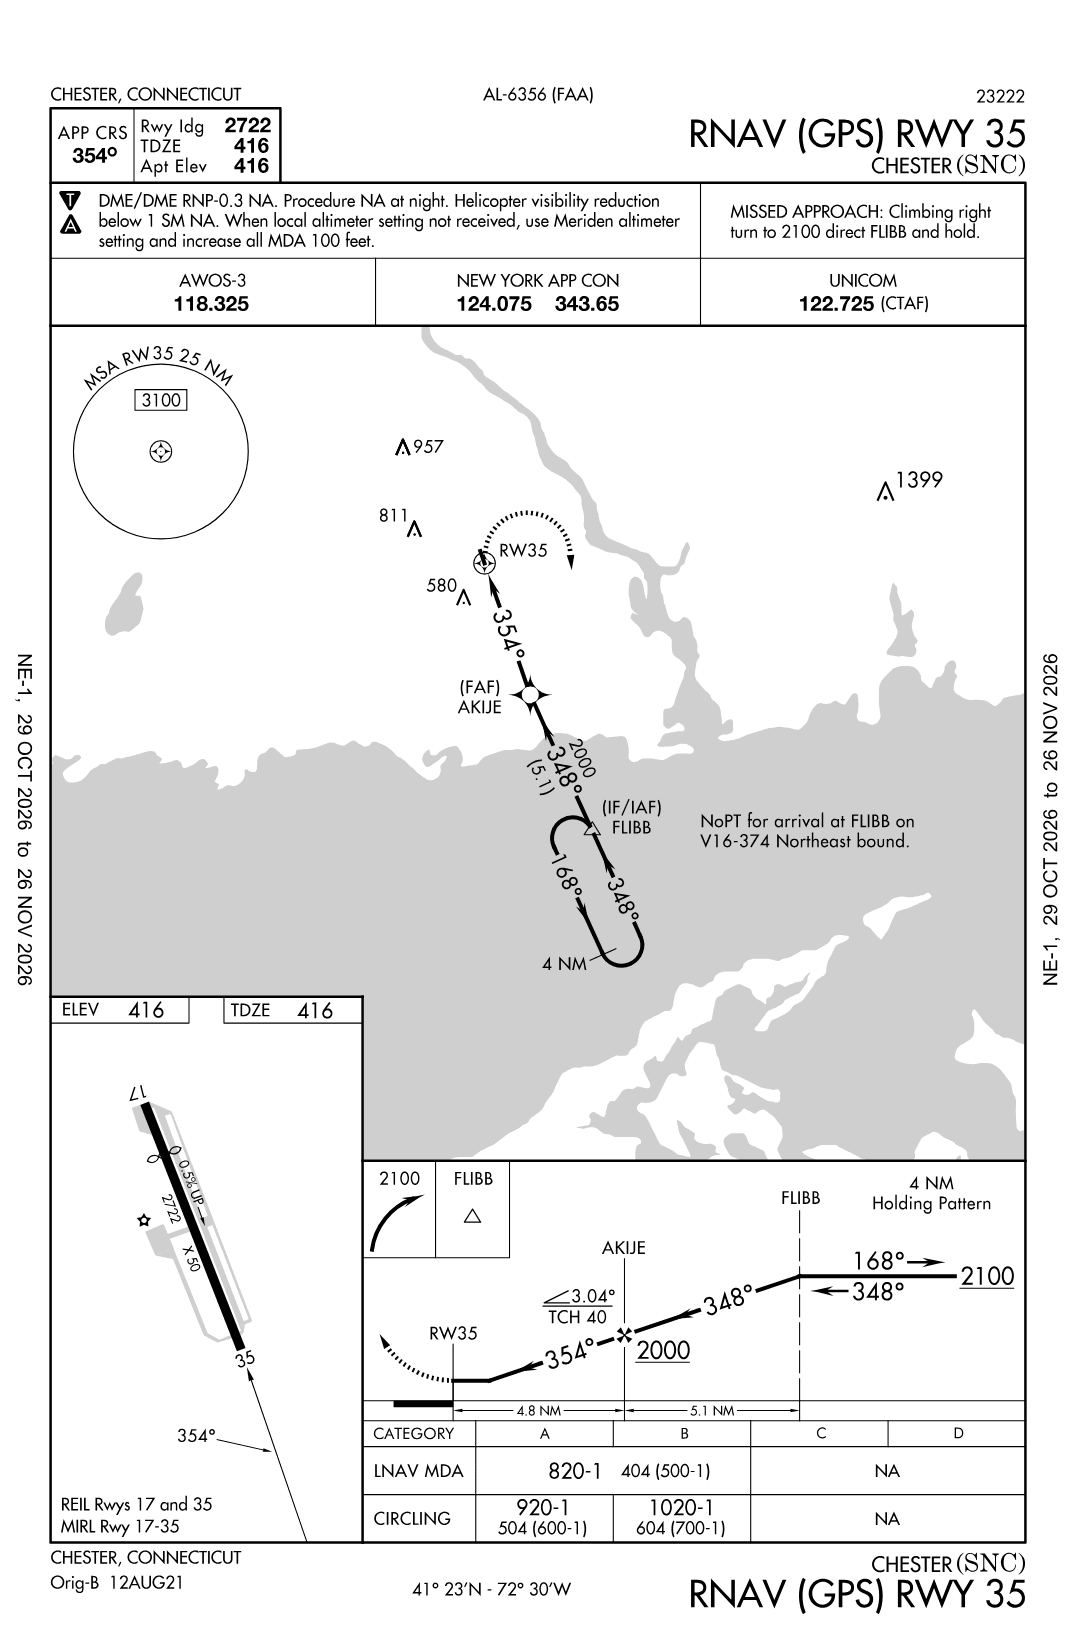 CHESTER, CONNECTICUT
AL-6356 (FAA)
23222
APP CRS
354°
Rwy ldg 2722
TDZE 416
Apt Elev 416
RNAV (GPS) RWY 35
CHESTER (SNC)
T
A
DME/DME RNP-0.3 NA. Procedure NA at night. Helicopter visibility reduction
below 1 SM NA. When local altimeter setting not received, use Meriden altimeter
setting and increase all MDA 100 feet.
MISSED APPROACH: Climbing right
turn to 2100 direct FLIBB and hold.
AWOS-3
118.325
NEW YORK APP CON
124.075 343.65
UNICOM
122.725 (CTAF)
MSA RW35 25 NM
3100
957
1399
811
RW35
580
354°
(FAF)
AKIJE
2000
348°
(5.1)
(IF/IAF)
FLIBB
NoPT for arrival at FLIBB on
V16-374 Northeast bound.
168°
348°
4 NM
NE-1, 29 OCT 2026 to 26 NOV 2026
NE-1, 29 OCT 2026 to 26 NOV 2026
ELEV 416
TDZE 416
17
0.5% UP
2722
X 50
35
354°
REIL Rwys 17 and 35
MIRL Rwy 17-35
2100
FLIBB
4 NM
Holding Pattern
FLIBB
AKIJE
168°
2100
348°
348°
3.04°
TCH 40
RW35
354°
2000
4.8 NM
5.1 NM
CATEGORY A B C D
LNAV MDA 820-1 404 (500-1) NA
CIRCLING 920-1 504 (600-1) 1020-1 604 (700-1) NA
CHESTER, CONNECTICUT
Orig-B 12AUG21
41° 23'N - 72° 30'W
CHESTER (SNC)
RNAV (GPS) RWY 35